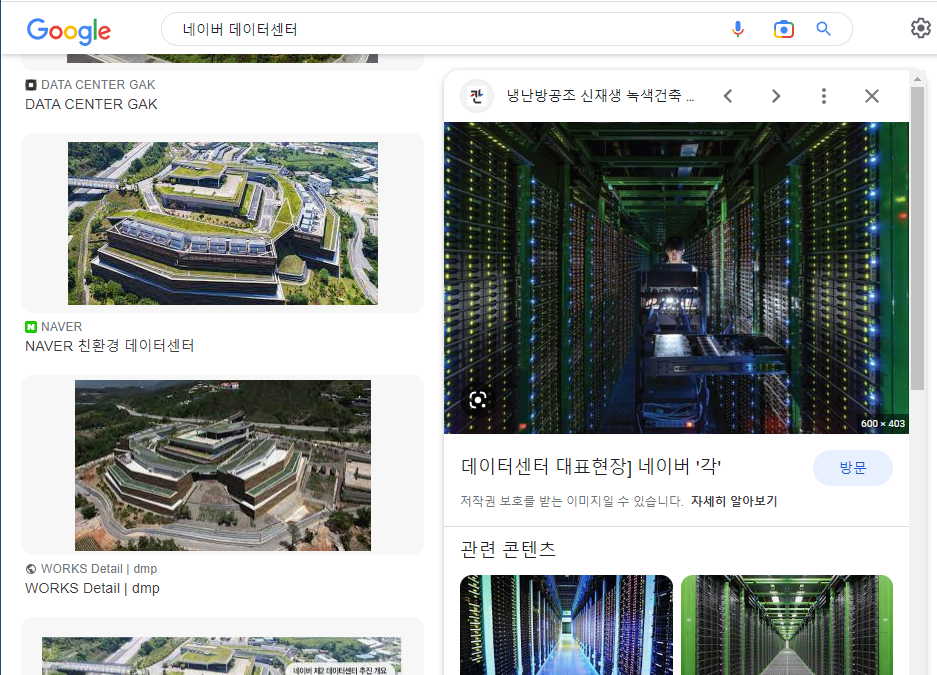 Google
네이버 데이터센터
DATA CENTER GAK
DATA CENTER GAK
N NAVER
NAVER 친환경 데이터센터
WORKS Detail | dmp
WORKS Detail | dmp
네이버 제2 데이터센터 추진 개요
칸
냉난방공조 신재생 녹색건축 ...
600 × 403
데이터센터 대표현장] 네이버 '각'
방문
저작권 보호를 받는 이미지일 수 있습니다. 자세히 알아보기
관련 콘텐츠